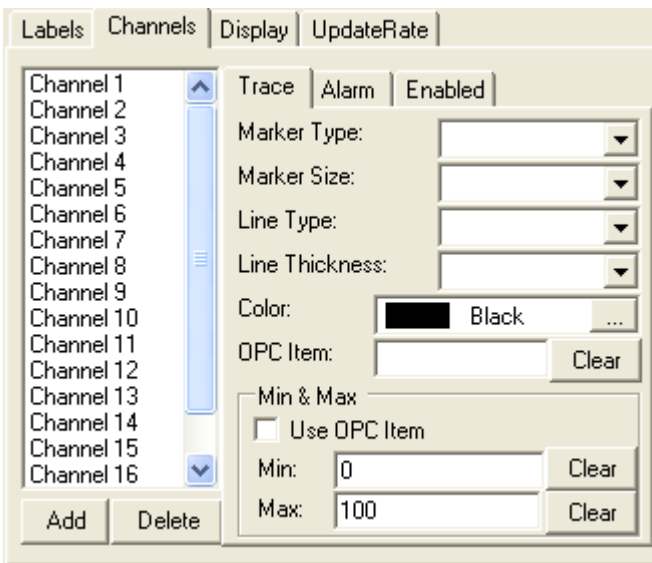 Labels Channels Display UpdateRate
Channel 1
Channel 2
Channel 3
Channel 4
Channel 5
Channel 6
Channel 7
Channel 8
Channel 9
Channel 10
Channel 11
Channel 12
Channel 13
Channel 14
Channel 15
Channel 16
Add Delete
Trace Alarm Enabled
Marker Type:
Marker Size:
Line Type:
Line Thickness:
Color: Black ...
OPC Item: Clear
Min & Max
Use OPC Item
Min: 0 Clear
Max: 100 Clear